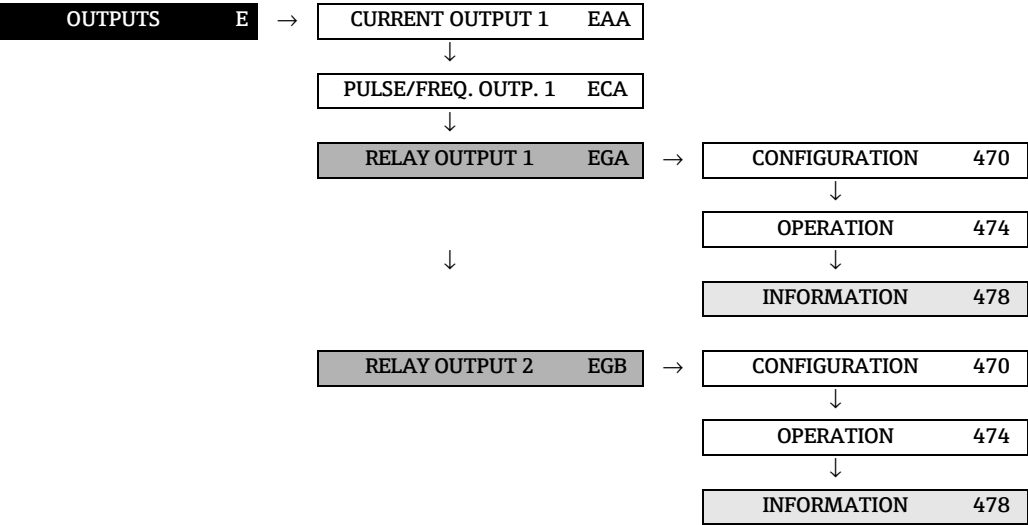 OUTPUTS E → CURRENT OUTPUT 1 EAA
↓
PULSE/FREQ. OUTP. 1 ECA
↓
RELAY OUTPUT 1 EGA → CONFIGURATION 470
↓
OPERATION 474
↓ ↓
INFORMATION 478
RELAY OUTPUT 2 EGB → CONFIGURATION 470
↓
OPERATION 474
↓
INFORMATION 478